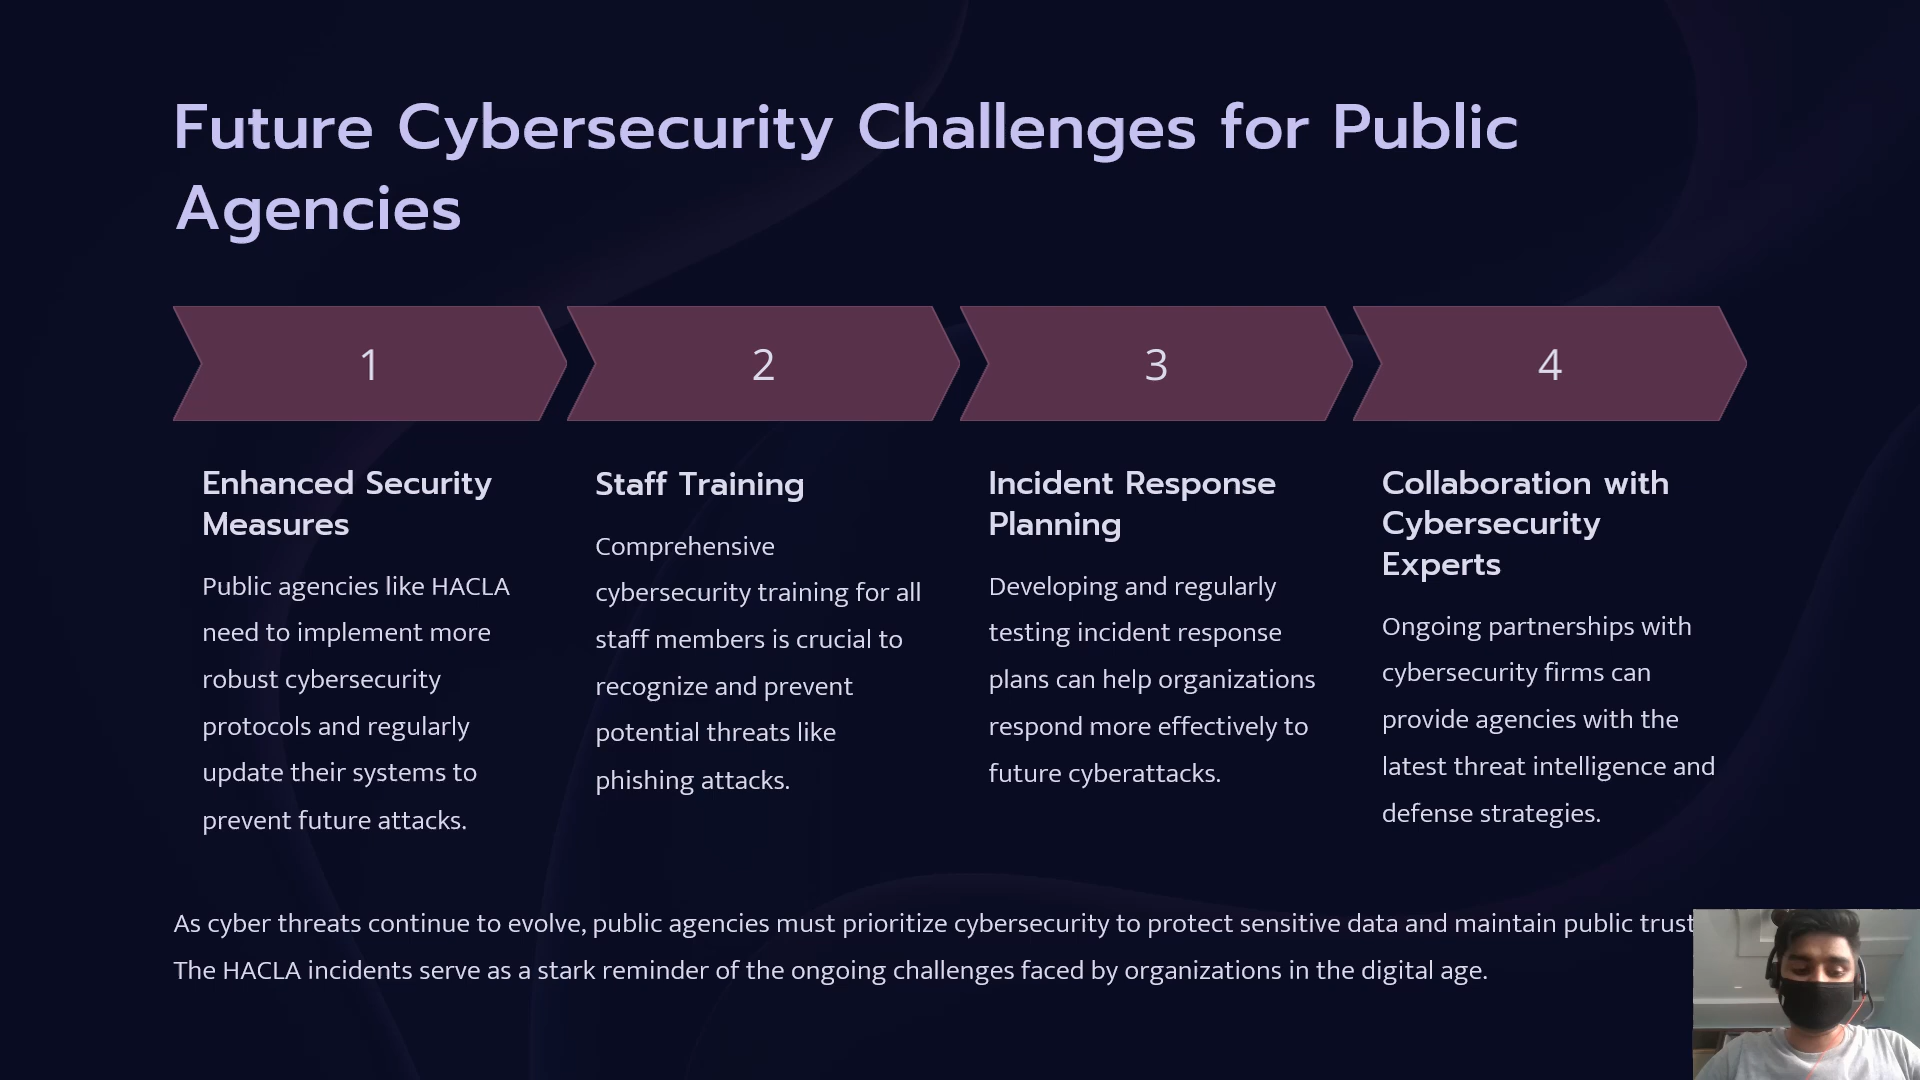 Future Cybersecurity Challenges for Public
Agencies
1
2
3
4
Enhanced Security
Measures
Public agencies like HACLA
need to implement more
robust cybersecurity
protocols and regularly
update their systems to
prevent future attacks.
Staff Training
Comprehensive
cybersecurity training for all
staff members is crucial to
recognize and prevent
potential threats like
phishing attacks.
Incident Response
Planning
Developing and regularly
testing incident response
plans can help organizations
respond more effectively to
future cyberattacks.
Collaboration with
Cybersecurity
Experts
Ongoing partnerships with
cybersecurity firms can
provide agencies with the
latest threat intelligence and
defense strategies.
As cyber threats continue to evolve, public agencies must prioritize cybersecurity to protect sensitive data and maintain public trust
The HACLA incidents serve as a stark reminder of the ongoing challenges faced by organizations in the digital age.